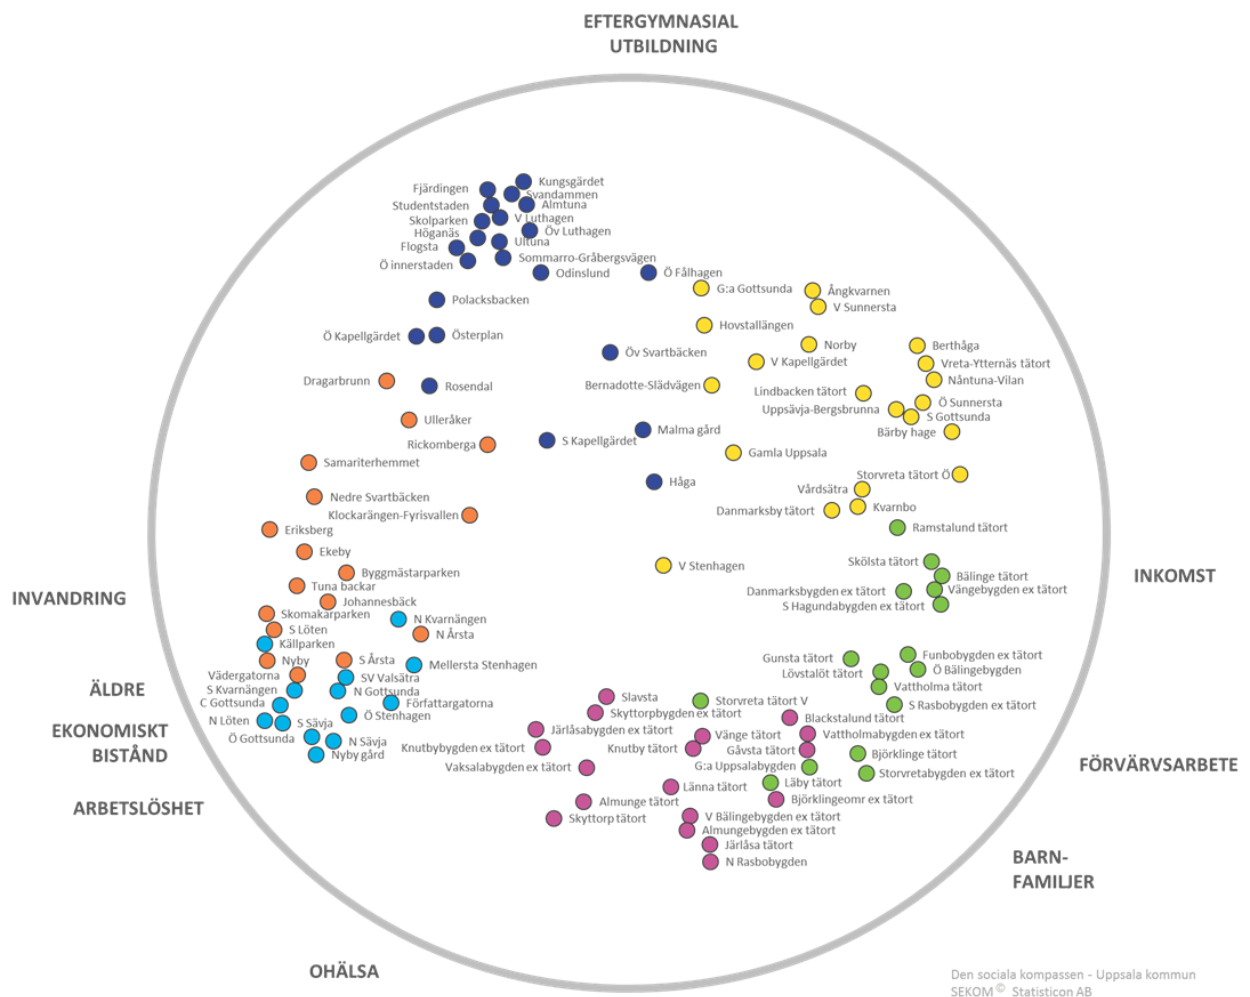 EFTERGYMNASIAL
UTBILDNING
Kungsgärdet
Fjärdingen
Svandammen
Studentstaden
Almtuna
Skolparken
V Luthagen
Höganäs
Öv Luthagen
Flogsta
Ultuna
Ö innerstaden
Sommarro-Gråbergsvägen
Odinslund
Ö Fålhagen
G:a Gottsunda
Ångkvarnen
Polacksbacken
V Sunnersta
Hovstallängen
Ö Kapellgärdet
Österplan
Norby
Berthåga
Öv Svartbäcken
V Kapellgärdet
Vreta-Ytternäs tätort
Dragarbrunn
Rosendal
Bernadotte-Slädvägen
Nåntuna-Vilan
Lindbacken tätort
Ö Sunnersta
Uppsävja-Bergsbrunna
S Gottsunda
Ulleråker
Malma gård
Bärby hage
Rickomberga
S Kapellgärdet
Gamla Uppsala
Samariterhemmet
Storvreta tätort Ö
Håga
Vårdsätra
Nedre Svartbäcken
Kvarnbo
Klockarängen-Fyrisvallen
Danmarksby tätort
Eriksberg
Ramstalund tätort
Ekeby
Skölsta tätort
V Stenhagen
Byggmästarparken
Bälinge tätort
INKOMST
Tuna backar
Danmarksbygden ex tätort
Vängebygden ex tätort
INVANDRING
Johannesbäck
S Hagundabygden ex tätort
Skomakarparken
N Kvarnängen
S Löten
N Årsta
Källparken
Nyby
S Årsta
Mellersta Stenhagen
Gunsta tätort
Funbobygden ex tätort
Vädergatorna
SV Valsätra
Lövstalöt tätort
Ö Bälingebygden
ÄLDRE
S Kvarnängen
N Gottsunda
Vattholma tätort
C Gottsunda
Författargatorna
Slavsta
Storvreta tätort V
S Rasbobygden ex tätort
N Löten
S Sävja
Ö Stenhagen
Skyttorpbygden ex tätort
Blackstalund tätort
EKONOMISKT
BISTÅND
Ö Gottsunda
N Sävja
Järlåsabygden ex tätort
Vänge tätort
Vattholmabygden ex tätort
Nyby gård
Knutbybygden ex tätort
Knutby tätort
Gåvsta tätort
Björklinge tätort
Vaksalabygden ex tätort
G:a Uppsalabygden
Storvretabygden ex tätort
FÖRVÄRVSARBETE
Länna tätort
Läby tätort
ARBETSLÖSHET
Almunge tätort
Björklingeomr ex tätort
Skyttorp tätort
V Bälingebygden ex tätort
Almungebygden ex tätort
Järlåsa tätort
N Rasbobygden
BARN-
FAMILJER
OHÄLSA
Den sociala kompassen - Uppsala kommun
SEKOM © Statisticon AB